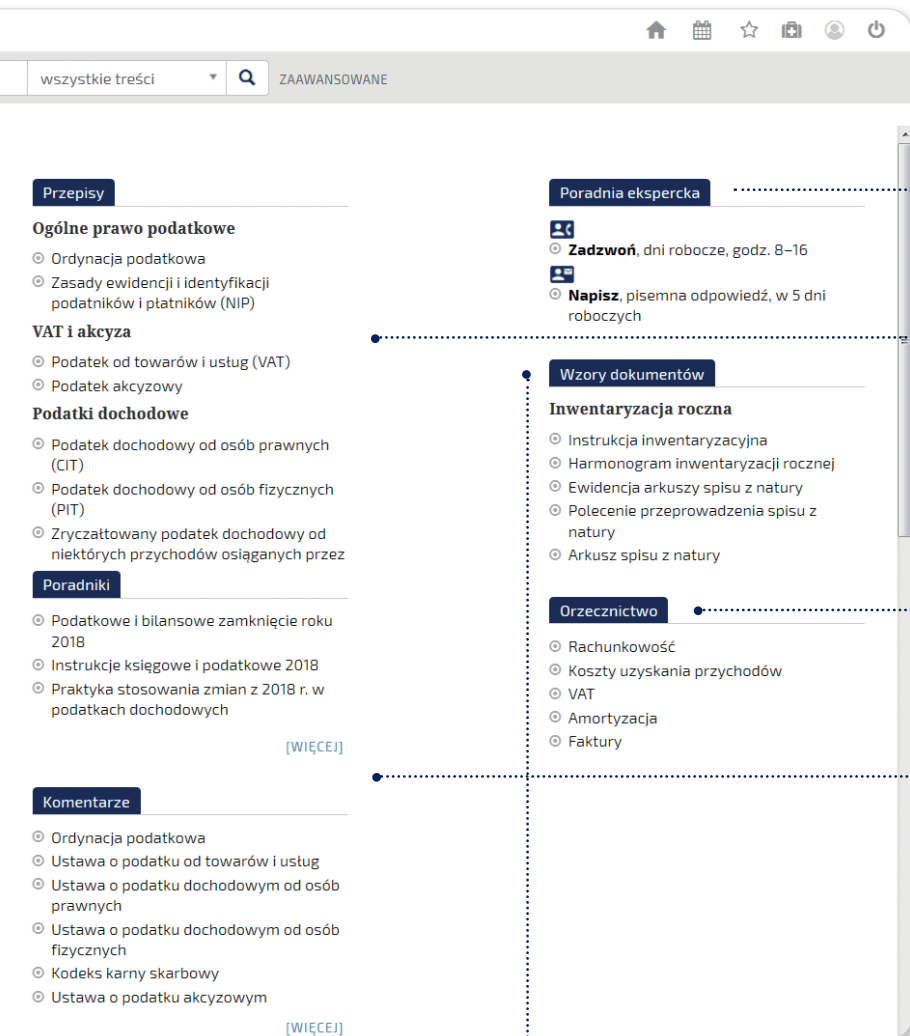 wszystkie treści
ZAAWANSOWANE
Przepisy
Ogólne prawo podatkowe
Ordynacja podatkowa
Zasady ewidencji i identyfikacji
podatników i płatników (NIP)
VAT i akcyza
Podatek od towarów i usług (VAT)
Podatek akcyzowy
Podatki dochodowe
Podatek dochodowy od osób prawnych
(CIT)
Podatek dochodowy od osób fizycznych
(PIT)
Zryczałtowany podatek dochodowy od
niektórych przychodów osiąganych przez
Poradniki
Podatkowe i bilansowe zamknięcie roku
2018
Instrukcje księgowe i podatkowe 2018
Praktyka stosowania zmian z 2018 r. w
podatkach dochodowych
[WIĘCEJ]
Komentarze
Ordynacja podatkowa
Ustawa o podatku od towarów i usług
Ustawa o podatku dochodowym od osób
prawnych
Ustawa o podatku dochodowym od osób
fizycznych
Kodeks karny skarbowy
Ustawa o podatku akcyzowym
[WIĘCEJ]
Poradnia ekspercka
Zadzwoń, dni robocze, godz. 8–16
Napisz, pisemna odpowiedź, w 5 dni
roboczych
Wzory dokumentów
Inwentaryzacja roczna
Instrukcja inwentaryzacyjna
Harmonogram inwentaryzacji rocznej
Ewidencja arkuszy spisu z natury
Polecenie przeprowadzenia spisu z
natury
Arkusz spisu z natury
Orzecznictwo
Rachunkowość
Koszty uzyskania przychodów
VAT
Amortyzacja
Faktury